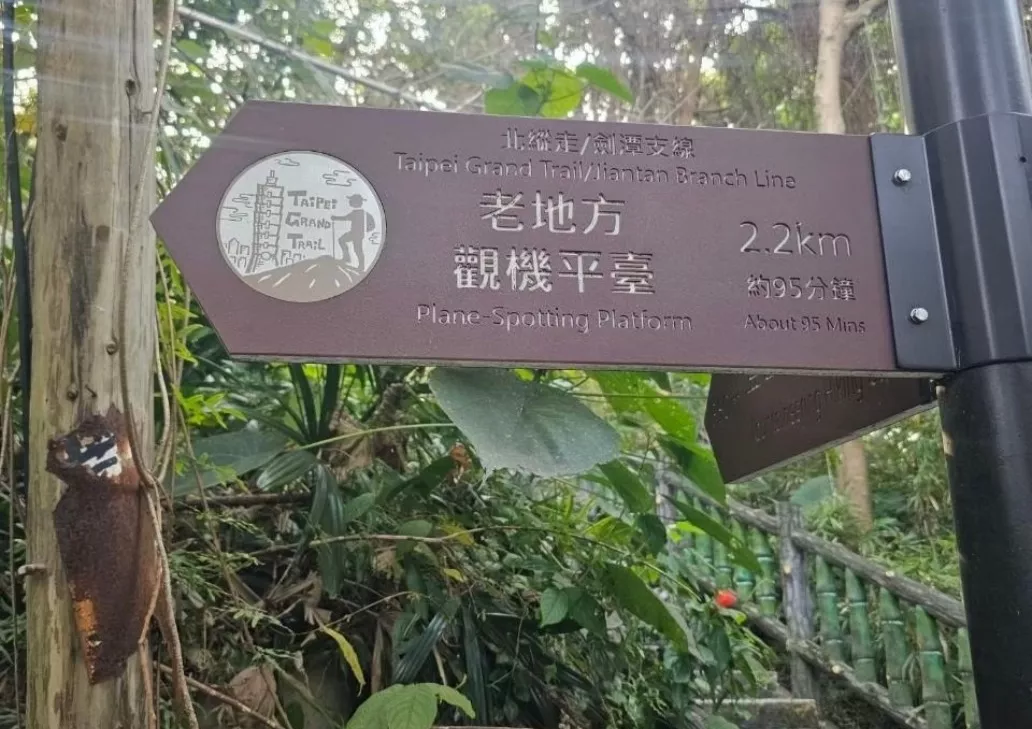 北縱走/劍潭支線
Taipei Grand Trail/Jiantan Branch Line
TAIPEI
GRAND
TRAIL
老地方
觀機平臺
Plane-Spotting Platform
2.2km
約95分鐘
About 95 Mins